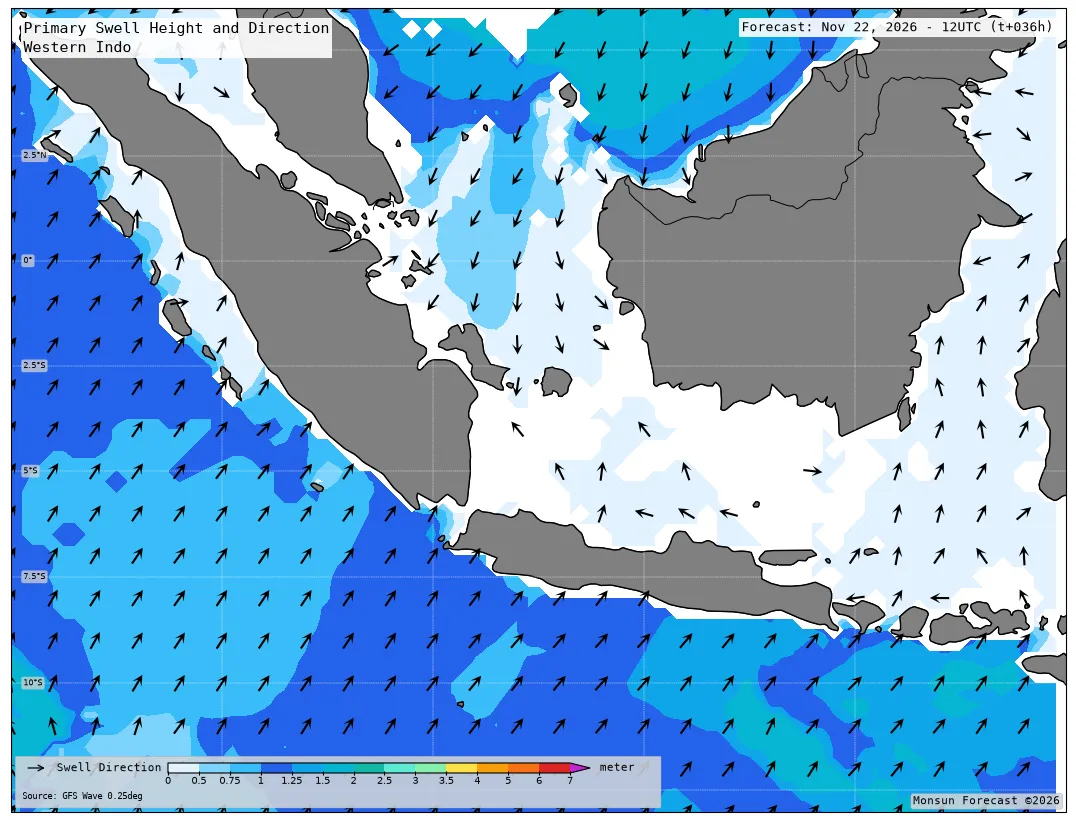 Primary Swell Height and Direction
Western Indo
Forecast: Nov 22, 2026 - 12UTC (t+036h)
2.5°N
0°
2.5°S
5°S
7.5°S
10°S
Swell Direction
0 0.5 0.75 1 1.25 1.5 2 2.5 3 3.5 4 5 6 7
meter
Source: GFS Wave 0.25deg
Monsun Forecast ©2026